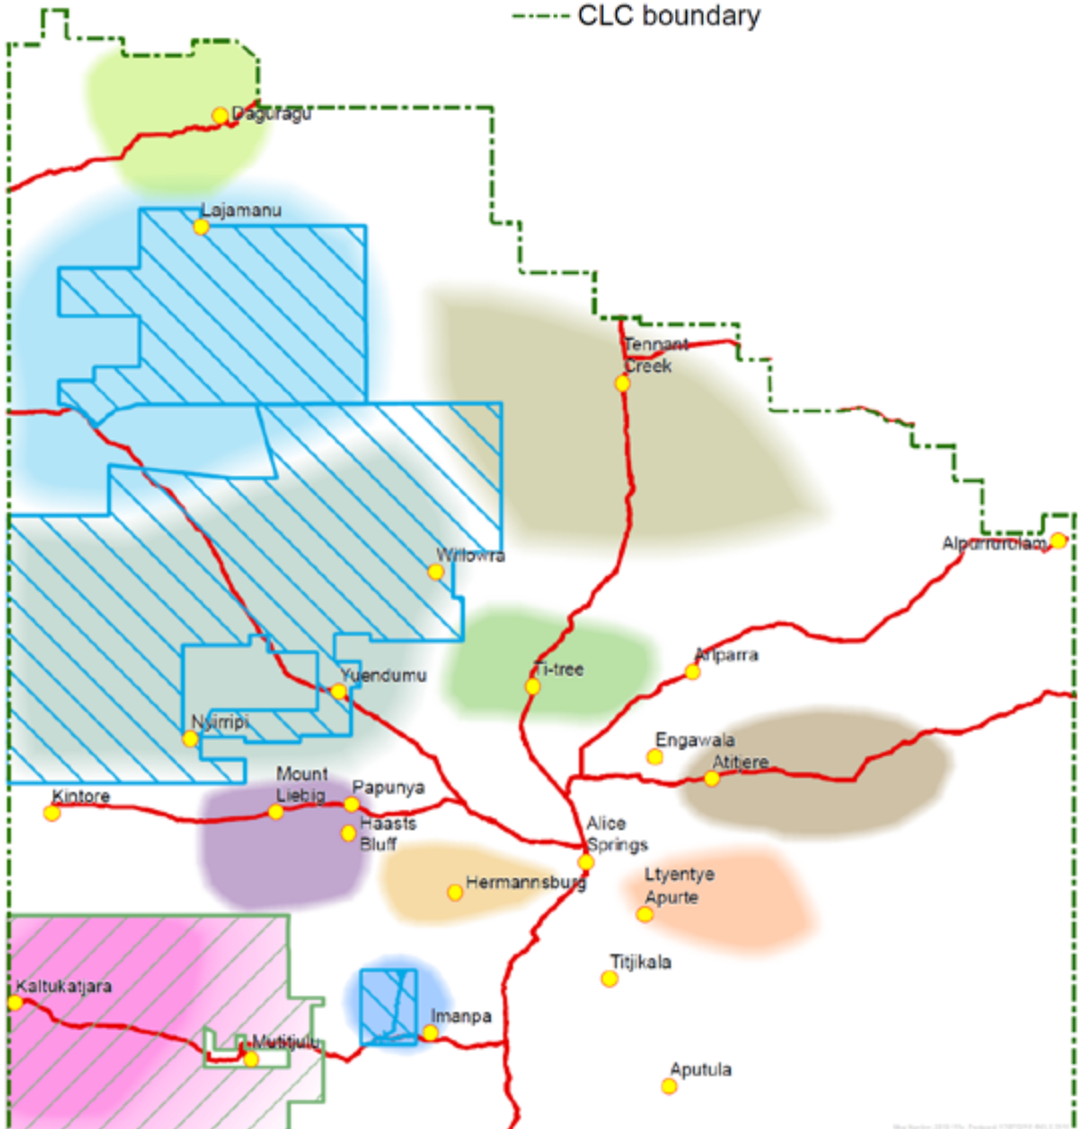 CLC boundary
Daguragu
Lajamanu
Tennant
Creek
Alpurrurulam
Willowra
Ti-tree
Ariparra
Yuendumu
Nyirripi
Engawala
Atitjere
Mount
Liebig
Papunya
Kintore
Haasts
Bluff
Alice
Springs
Hermannsburg
Ltyentye
Apurte
Titjikala
Kaltukatjara
Imanpa
Mutitjulu
Aputula